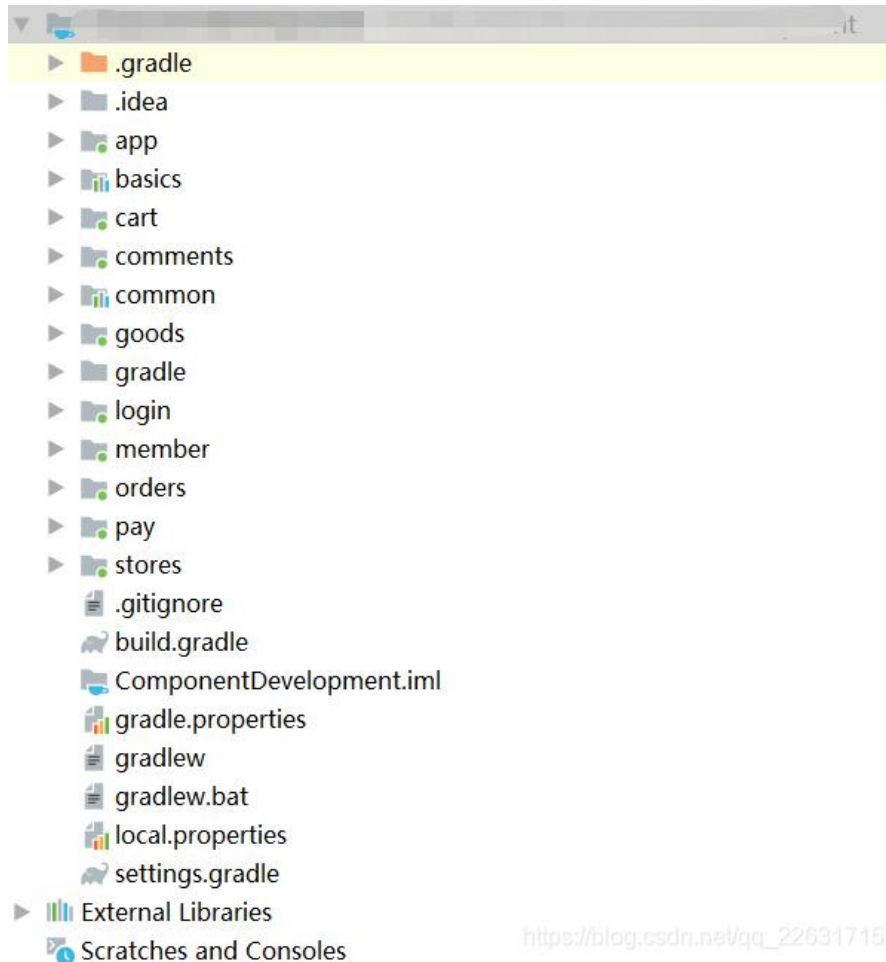 .gradle
.idea
app
basics
cart
comments
common
goods
gradle
login
member
orders
pay
stores
.gitignore
build.gradle
ComponentDevelopment.iml
gradle.properties
gradlew
gradlew.bat
local.properties
settings.gradle
External Libraries
Scratches and Consoles
https://blog.csdn.net/qq_22631715